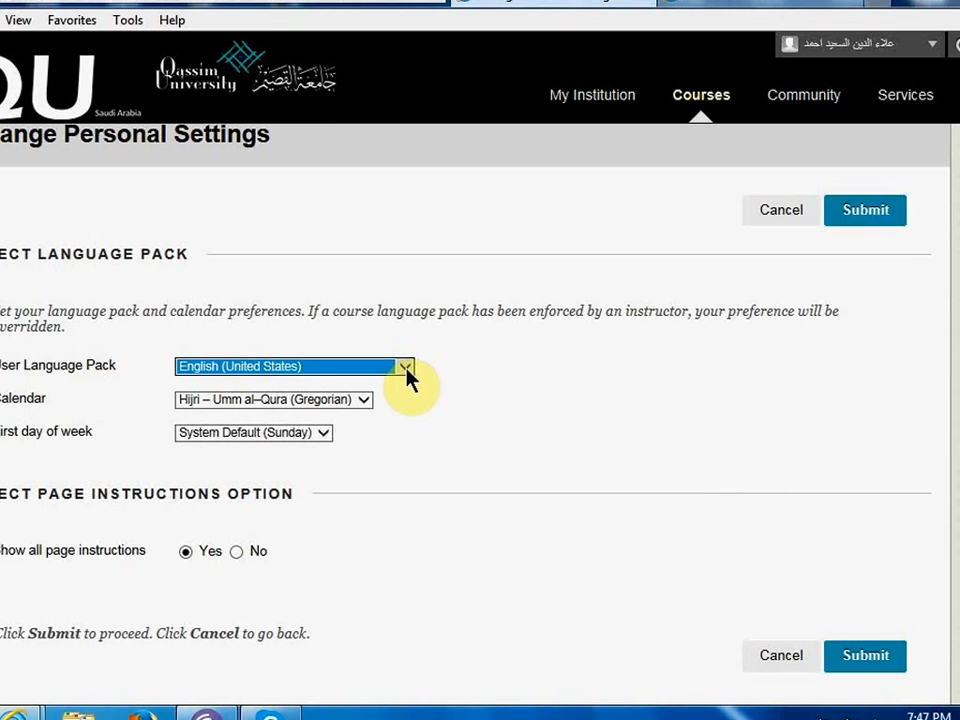 View Favorites Tools Help
علاء الدين السعيد احمد
QU
Saudi Arabia
Qassim
University
جامعة القصيم
My Institution Courses Community Services
ange Personal Settings
Cancel Submit
ECT LANGUAGE PACK
et your language pack and calendar preferences. If a course language pack has been enforced by an instructor, your preference will be
verridden.
User Language Pack English (United States)
Calendar Hijri – Umm al–Qura (Gregorian)
irst day of week System Default (Sunday)
ECT PAGE INSTRUCTIONS OPTION
how all page instructions Yes No
Click Submit to proceed. Click Cancel to go back.
Cancel Submit
7:47 PM